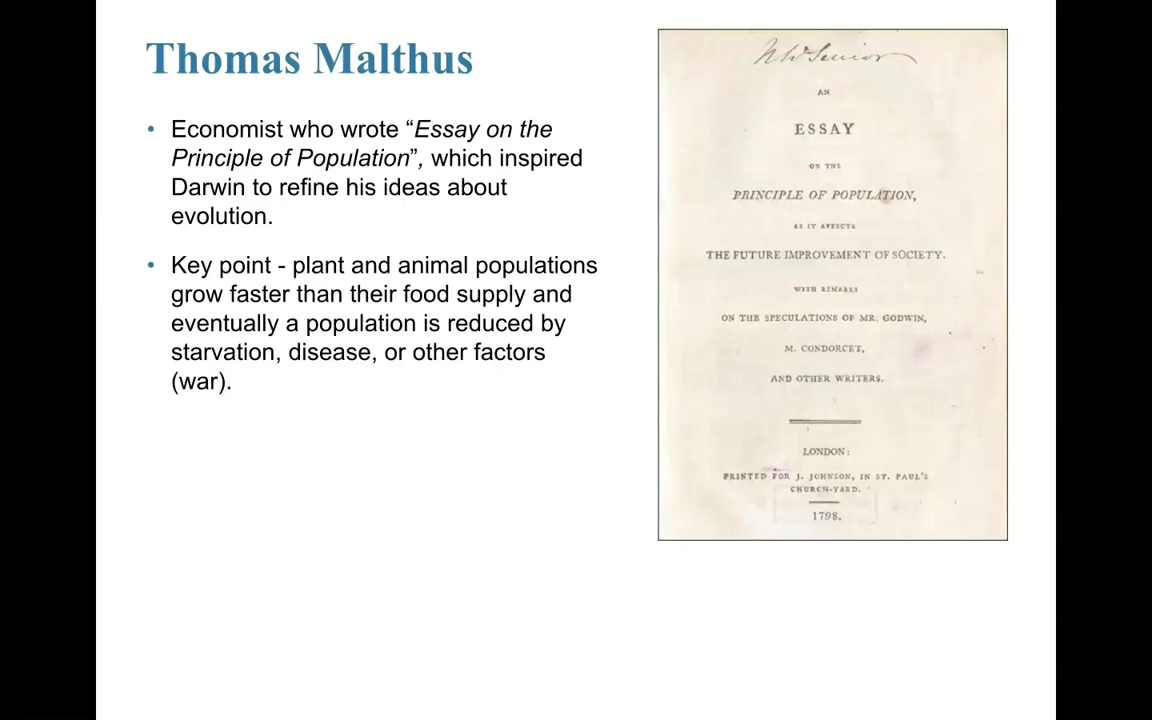 Thomas Malthus
• Economist who wrote “Essay on the
Principle of Population”, which inspired
Darwin to refine his ideas about
evolution.
• Key point - plant and animal populations
grow faster than their food supply and
eventually a population is reduced by
starvation, disease, or other factors
(war).
N W Senior
AN
ESSAY
ON THE
PRINCIPLE OF POPULATION,
AS IT AFFECTS
THE FUTURE IMPROVEMENT OF SOCIETY.
WITH REMARKS
ON THE SPECULATIONS OF MR. GODWIN,
M. CONDORCET,
AND OTHER WRITERS.
LONDON:
PRINTED FOR J. JOHNSON, IN ST. PAUL'S
CHURCH-YARD.
1798.